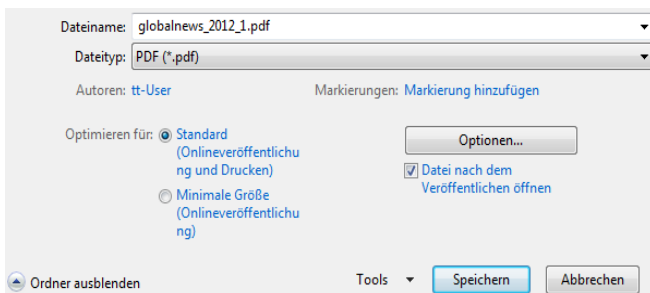 Dateiname: globalnews_2012_1.pdf
Dateityp: PDF (*.pdf)
Autoren: tt-User Markierungen: Markierung hinzufügen
Optimieren für: Standard
(Onlineveröffentlichu
ng und Drucken)
Minimale Größe
(Onlineveröffentlichu
ng)
Optionen...
Datei nach dem
Veröffentlichen öffnen
Ordner ausblenden Tools Speichern Abbrechen